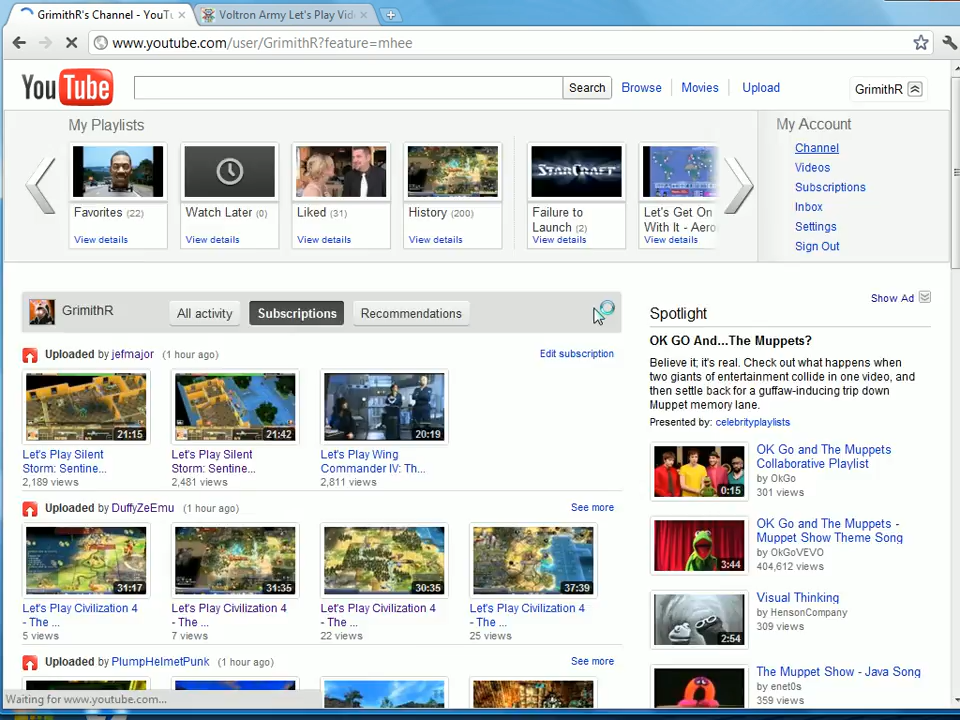 GrimithR's Channel - YouTu
Voltron Army Let's Play Vid
www.youtube.com/user/GrimithR?feature=mhee
YouTube
Search
Browse
Movies
Upload
GrimithR
My Playlists
My Account
Channel
Videos
Subscriptions
Inbox
Settings
Sign Out
STARCRAFT
Favorites (22)
Watch Later (0)
Liked (31)
History (200)
Failure to
Launch (2)
Let's Get On
With It - Aero
View details
View details
View details
View details
View details
View details
Show Ad
GrimithR
All activity
Subscriptions
Recommendations
Spotlight
OK GO And...The Muppets?
Believe it; it's real. Check out what happens when
two giants of entertainment collide in one video, and
then settle back for a guffaw-inducing trip down
Muppet memory lane.
Presented by: celebrityplaylists
Uploaded by jefmajor (1 hour ago)
Edit subscription
21:15
21:42
20:19
Let's Play Silent
Storm: Sentine...
2,189 views
Let's Play Silent
Storm: Sentine...
2,481 views
Let's Play Wing
Commander IV: Th...
2,811 views
Uploaded by DuffyZeEmu (1 hour ago)
See more
31:17
31:35
30:35
37:39
Let's Play Civilization 4
- The ...
5 views
Let's Play Civilization 4
- The ...
7 views
Let's Play Civilization 4
- The ...
22 views
Let's Play Civilization 4
- The ...
25 views
Uploaded by PlumpHelmetPunk (1 hour ago)
See more
0:15
OK Go and The Muppets
Collaborative Playlist
by OkGo
301 views
3:44
OK Go and The Muppets -
Muppet Show Theme Song
by OkGoVEVO
404,612 views
2:54
Visual Thinking
by HensonCompany
309 views
The Muppet Show - Java Song
by enet0s
359 views
Waiting for www.youtube.com...